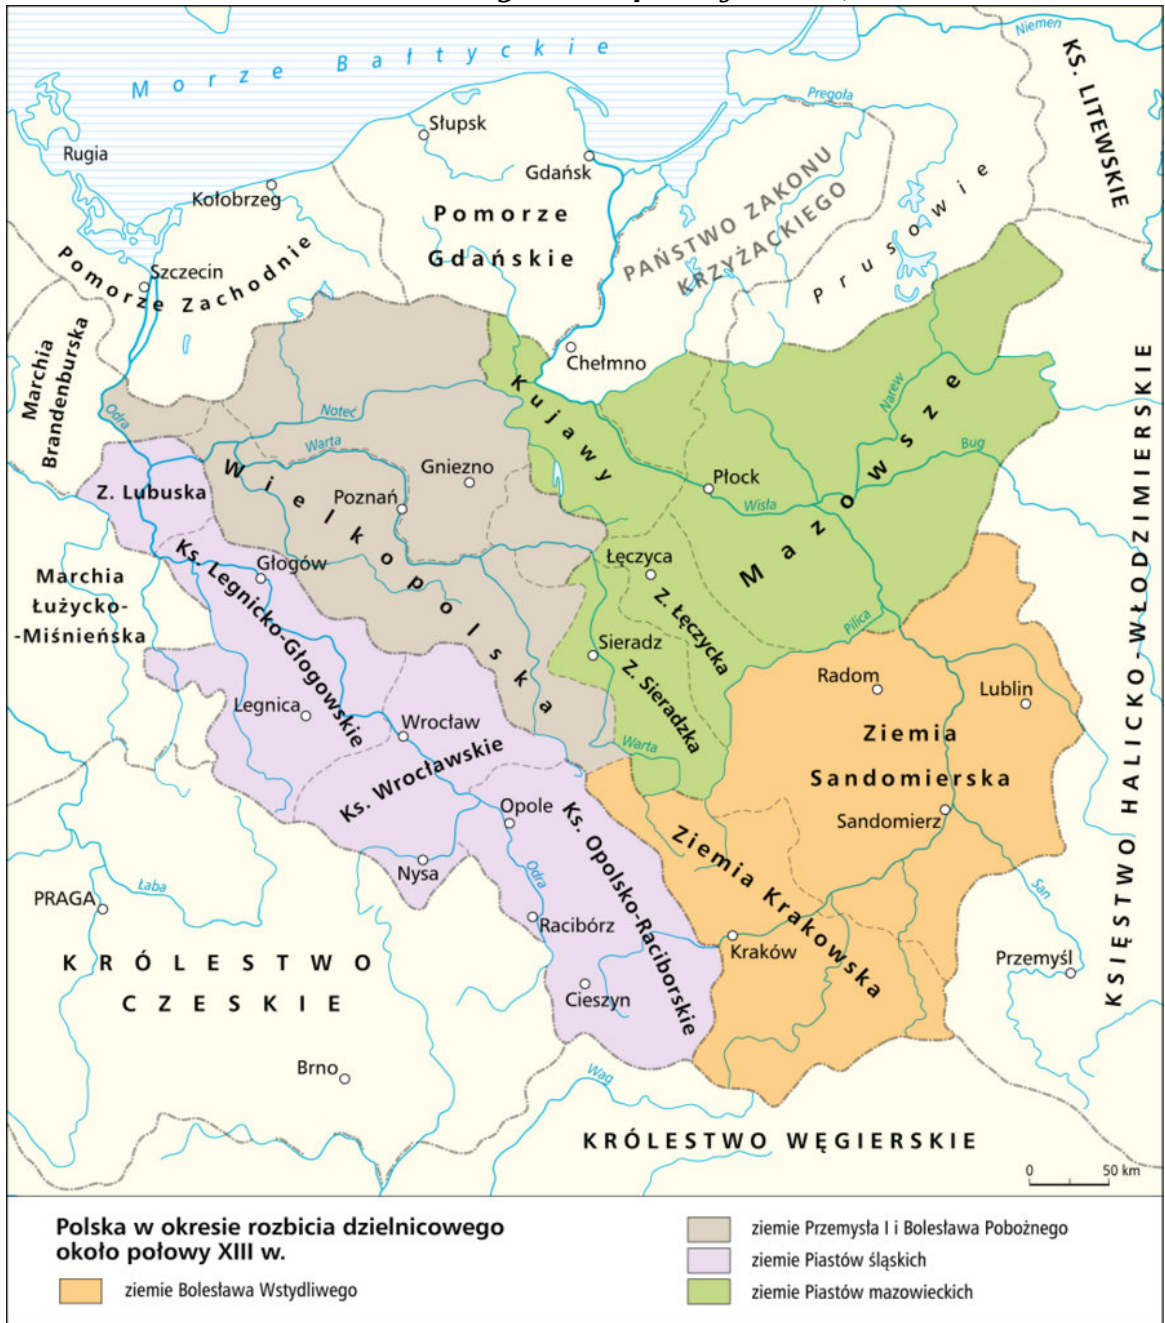 Morze Bałtyckie
Niemen
KS. LITEWSKIE
Pregoła
Słupsk
Rugia
Gdańsk
Kołobrzeg
Pomorze
Gdańskie
PAŃSTWO ZAKONU
KRZYŻACKIEGO
Prusowie
Pomorze Zachodnie
Szczecin
Marchia
Brandenburska
Chełmno
Kujawy
Odra
Noteć
Warta
Narew
Bug
Mazowsze
Wielkopolska
Gniezno
Poznań
Płock
Wisła
Z. Lubuska
Ks. Legnicko-Głogowskie
Głogów
Łęczyca
Z. Łęczycka
Marchia
Łużycko-
-Miśnieńska
Pilica
Sieradz
Z. Sieradzka
Radom
Lublin
Legnica
Wrocław
Warta
Ziemia
Sandomierska
Ks. Wrocławskie
Opole
Ks. Opolsko-Raciborskie
Sandomierz
Ziemia Krakowska
Nysa
Odra
San
PRAGA
Łaba
Racibórz
Kraków
Przemyśl
KRÓLESTWO
CZESKIE
Cieszyn
KSIĘSTWO HALICKO-WŁODZIMIERSKIE
Brno
Wag
KRÓLESTWO WĘGIERSKIE
0 50 km
Polska w okresie rozbicia dzielnicowego
około połowy XIII w.
ziemie Bolesława Wstydliwego
ziemie Przemysła I i Bolesława Pobożnego
ziemie Piastów śląskich
ziemie Piastów mazowieckich